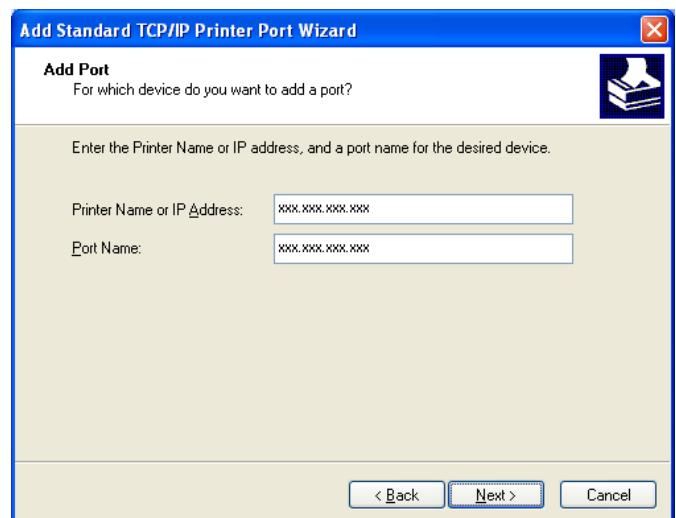 Add Standard TCP/IP Printer Port Wizard
Add Port
For which device do you want to add a port?
Enter the Printer Name or IP address, and a port name for the desired device.
Printer Name or IP Address: xxx.xxx.xxx.xxx
Port Name: xxx.xxx.xxx.xxx
< Back Next > Cancel